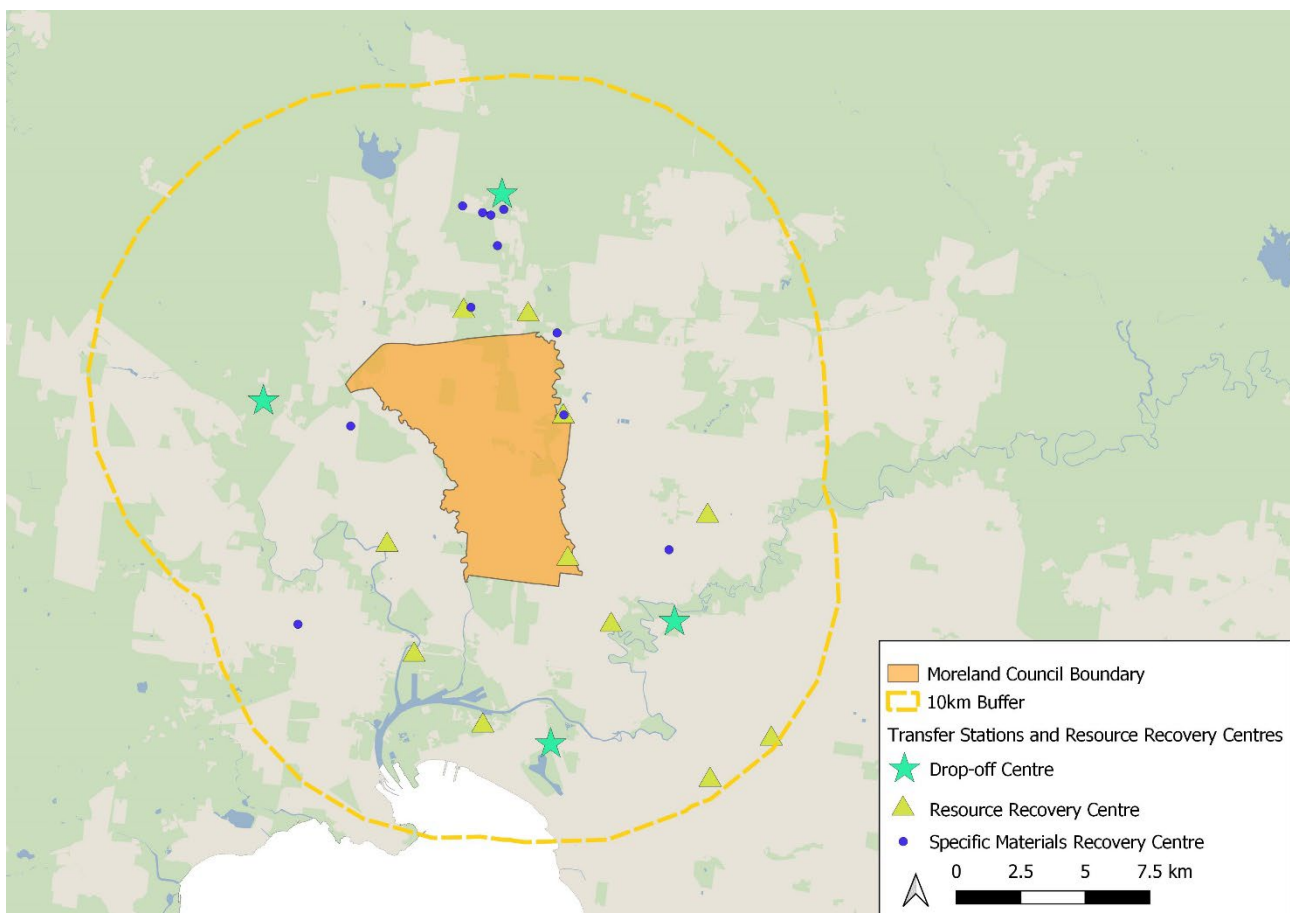 Moreland Council Boundary
10km Buffer
Transfer Stations and Resource Recovery Centres
Drop-off Centre
Resource Recovery Centre
Specific Materials Recovery Centre
0 2.5 5 7.5 km